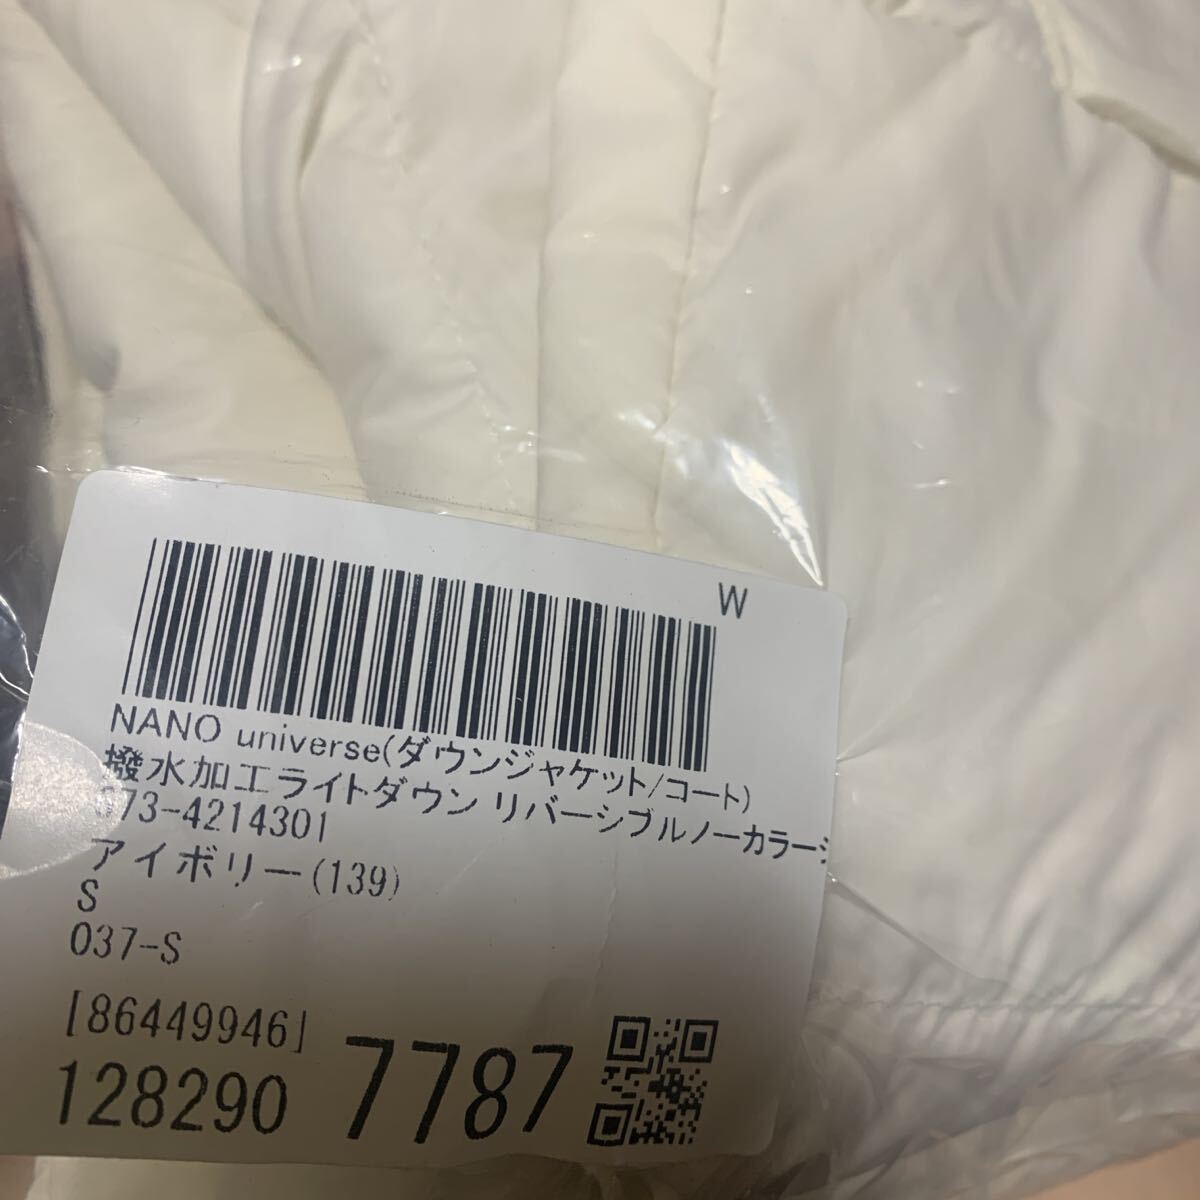 W
NANO universe(ダウンジャケット/コート)
撥水加工ライトダウン リバーシブルノーカラー
073-4214301
アイボリー(139)
S
037-S
[86449946]
128290 7787